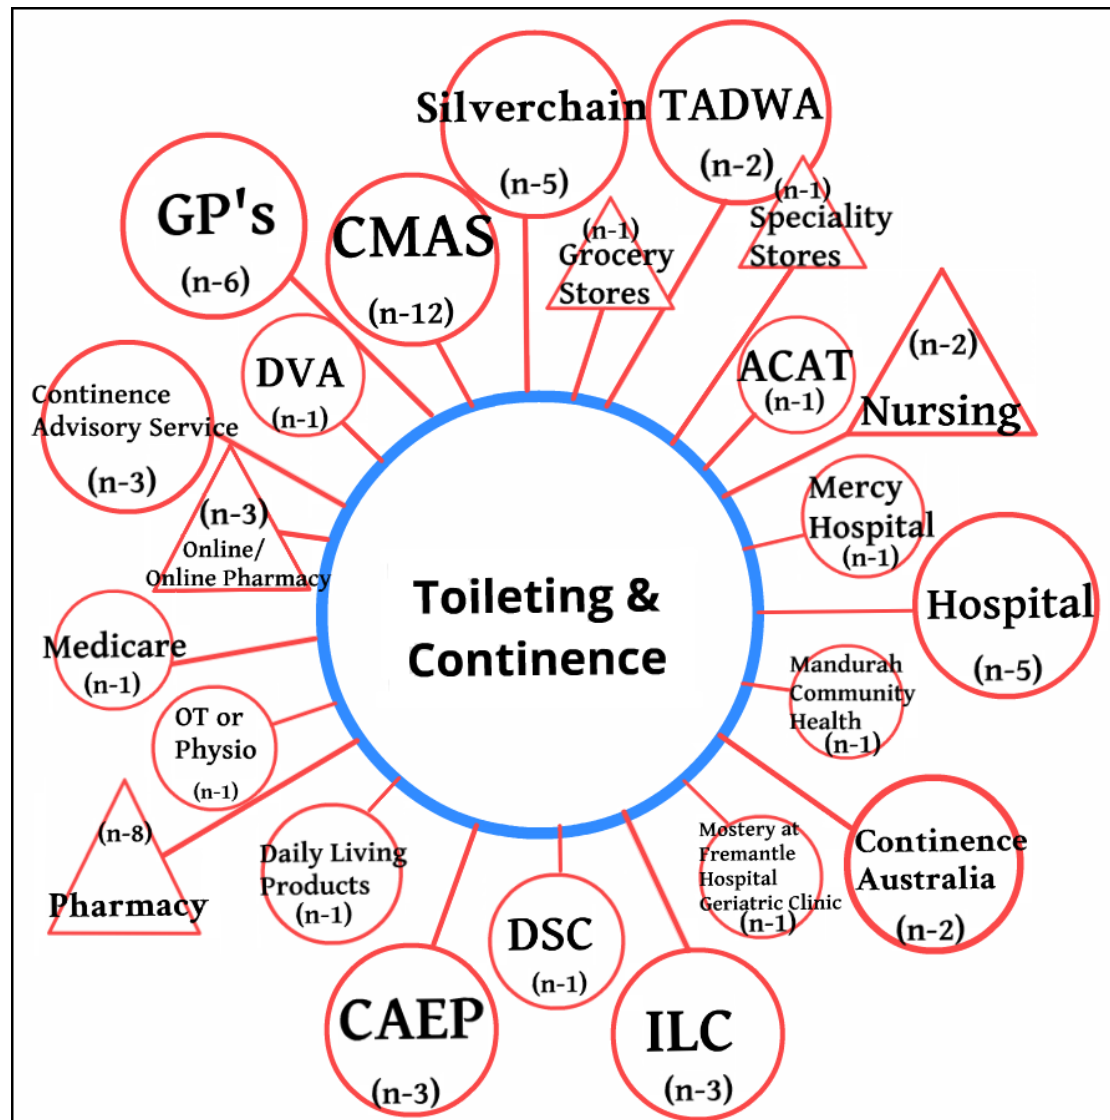 Silverchain
(n-5)
TADWA
(n-2)
(n-1)
Speciality
Stores
GP's
(n-6)
CMAS
(n-12)
(n-1)
Grocery
Stores
DVA
(n-1)
ACAT
(n-1)
(n-2)
Nursing
Continence
Advisory Service
(n-3)
(n-3)
Online/
Online Pharmacy
Mercy
Hospital
(n-1)
Toileting &
Continence
Hospital
(n-5)
Medicare
(n-1)
Mandurah
Community
Health
(n-1)
OT or
Physio
(n-1)
(n-8)
Pharmacy
Daily Living
Products
(n-1)
Mostery at
Fremantle
Hospital
Geriatric Clinic
(n-1)
Continence
Australia
(n-2)
DSC
(n-1)
CAEP
(n-3)
ILC
(n-3)